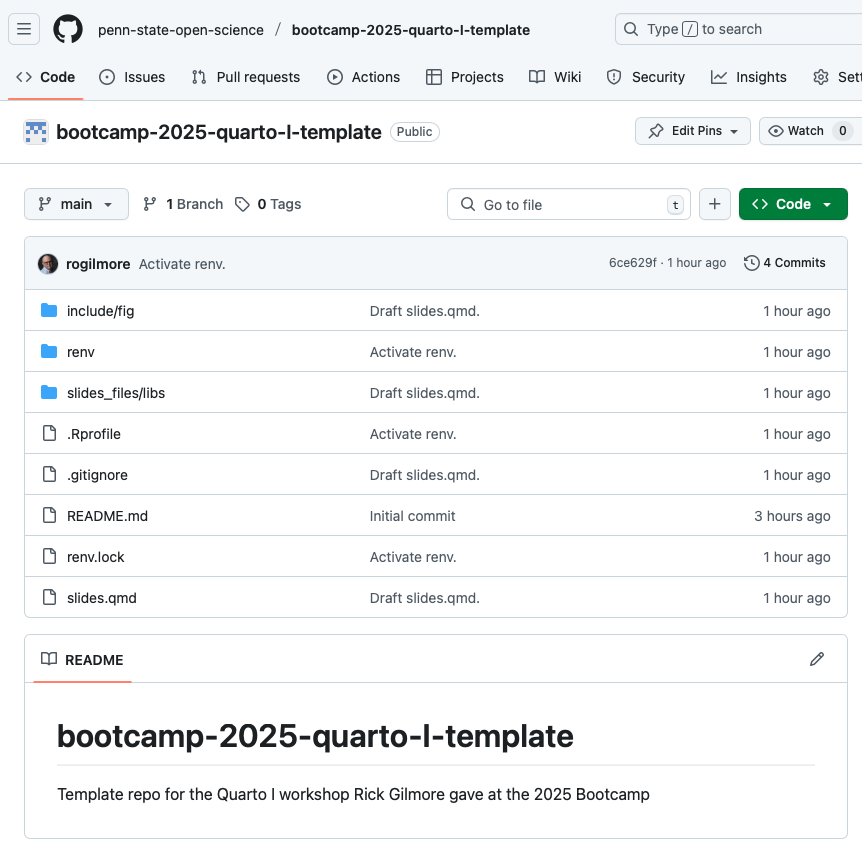 penn-state-open-science / bootcamp-2025-quarto-I-template
Type / to search
Code Issues Pull requests Actions Projects Wiki Security Insights
bootcamp-2025-quarto-I-template Public
Edit Pins Watch 0
main 1 Branch 0 Tags
Go to file t + Code
rogilmore Activate renv. 6ce629f · 1 hour ago 4 Commits
include/fig Draft slides.qmd. 1 hour ago
renv Activate renv. 1 hour ago
slides_files/libs Draft slides.qmd. 1 hour ago
.Rprofile Activate renv. 1 hour ago
.gitignore Draft slides.qmd. 1 hour ago
README.md Initial commit 3 hours ago
renv.lock Activate renv. 1 hour ago
slides.qmd Draft slides.qmd. 1 hour ago
README
bootcamp-2025-quarto-I-template
Template repo for the Quarto I workshop Rick Gilmore gave at the 2025 Bootcamp